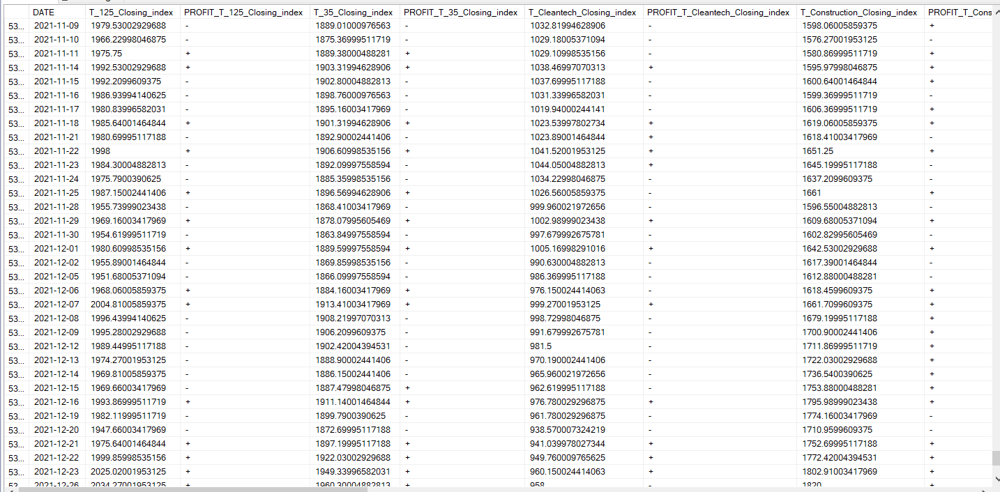 DATE T_125_Closing_index PROFIT_T_125_Closing_index T_35_Closing_index PROFIT_T_35_Closing_index T_Cleantech_Closing_index PROFIT_T_Cleantech_Closing_index T_Construction_Closing_index PROFIT_T_Cons
53... 2021-11-09 1979.53002929688 - 1889.01000976563 - 1032.81994628906 - 1598.06005859375 +
53... 2021-11-10 1966.22998046875 - 1875.36999511719 - 1029.18005371094 - 1576.27001953125 -
53... 2021-11-11 1975.75 + 1889.38000488281 + 1029.10998535156 - 1580.86999511719 +
53... 2021-11-14 1992.53002929688 + 1903.31994628906 + 1038.46997070313 + 1595.97998046875 +
53... 2021-11-15 1992.2099609375 - 1902.80004882813 - 1037.69995117188 - 1600.64001464844 +
53... 2021-11-16 1986.93994140625 - 1898.76000976563 - 1031.33996582031 - 1599.36999511719 -
53... 2021-11-17 1980.83996582031 - 1895.16003417969 - 1019.94000244141 - 1606.36999511719 +
53... 2021-11-18 1985.64001464844 + 1901.31994628906 + 1023.53997802734 + 1619.06005859375 +
53... 2021-11-21 1980.69995117188 - 1892.90002441406 - 1023.89001464844 + 1618.41003417969 -
53... 2021-11-22 1998 + 1906.60998535156 + 1041.52001953125 + 1651.25 +
53... 2021-11-23 1984.30004882813 - 1892.09997558594 - 1044.05004882813 + 1645.19995117188 -
53... 2021-11-24 1975.7900390625 - 1885.35998535156 - 1034.22998046875 - 1637.2099609375 -
53... 2021-11-25 1987.15002441406 + 1896.56994628906 + 1026.56005859375 - 1661 +
53... 2021-11-28 1955.73999023438 - 1868.41003417969 - 999.960021972656 - 1596.55004882813 -
53... 2021-11-29 1969.16003417969 + 1878.07995605469 + 1002.98999023438 + 1609.68005371094 +
53... 2021-11-30 1954.61999511719 - 1863.84997558594 - 997.679992675781 - 1602.82995605469 -
53... 2021-12-01 1980.60998535156 + 1889.59997558594 + 1005.16998291016 + 1642.53002929688 +
53... 2021-12-02 1955.89001464844 - 1869.85998535156 - 990.630004882813 - 1617.39001464844 -
53... 2021-12-05 1951.68005371094 - 1866.09997558594 - 986.369995117188 - 1612.88000488281 -
53... 2021-12-06 1968.06005859375 + 1884.16003417969 + 976.150024414063 - 1618.4599609375 +
53... 2021-12-07 2004.81005859375 + 1913.41003417969 + 999.27001953125 + 1661.7099609375 +
53... 2021-12-08 1996.43994140625 - 1908.21997070313 - 998.72998046875 - 1679.19995117188 +
53... 2021-12-09 1995.28002929688 - 1906.2099609375 - 991.679992675781 - 1700.90002441406 +
53... 2021-12-12 1989.44995117188 - 1902.42004394531 - 981.5 - 1711.86999511719 +
53... 2021-12-13 1974.27001953125 - 1888.90002441406 - 970.190002441406 - 1722.03002929688 +
53... 2021-12-14 1969.81005859375 - 1886.15002441406 - 965.960021972656 - 1736.5400390625 +
53... 2021-12-15 1969.66003417969 - 1887.47998046875 + 962.619995117188 - 1753.88000488281 +
53... 2021-12-16 1993.86999511719 + 1911.14001464844 + 976.780029296875 + 1795.98999023438 +
53... 2021-12-19 1982.11999511719 - 1899.7900390625 - 961.780029296875 - 1774.16003417969 -
53... 2021-12-20 1947.66003417969 - 1872.69995117188 - 938.570007324219 - 1710.9599609375 -
53... 2021-12-21 1975.64001464844 + 1897.19995117188 + 941.039978027344 + 1752.69995117188 +
53... 2021-12-22 1999.85998535156 + 1922.03002929688 + 949.760009765625 + 1772.42004394531 +
53... 2021-12-23 2025.02001953125 + 1949.33996582031 + 960.150024414063 + 1802.91003417969 +
53... 2021-12-26 2034.27001953125 + 1960.30004882813 + 958 - 1820 +